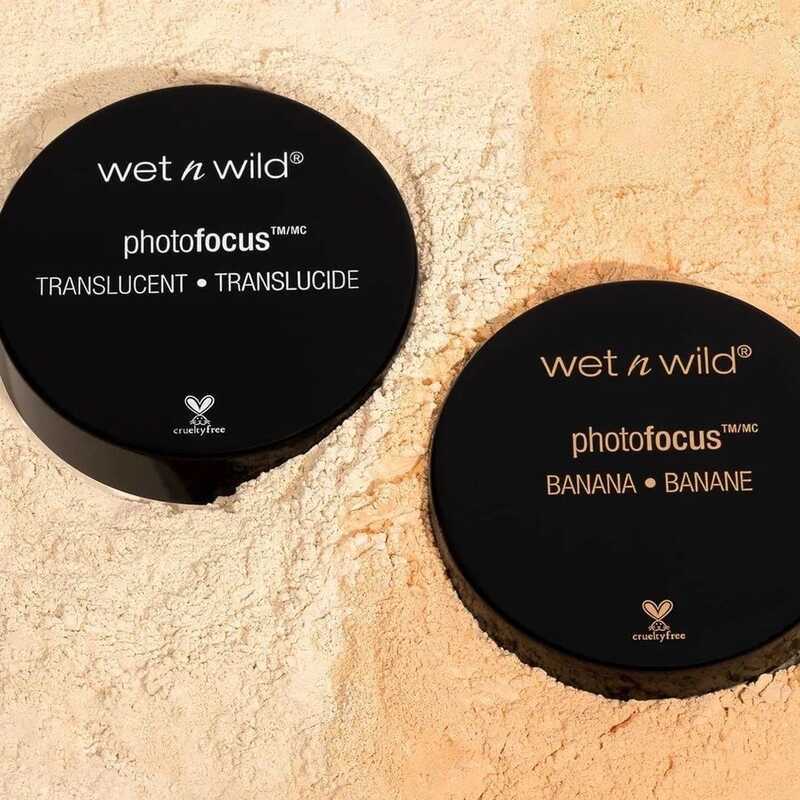 wet n wild®
photofocus™/MC
TRANSLUCENT • TRANSLUCIDE
crueltyfree
wet n wild®
photofocus™/MC
BANANA • BANANE
crueltyfree